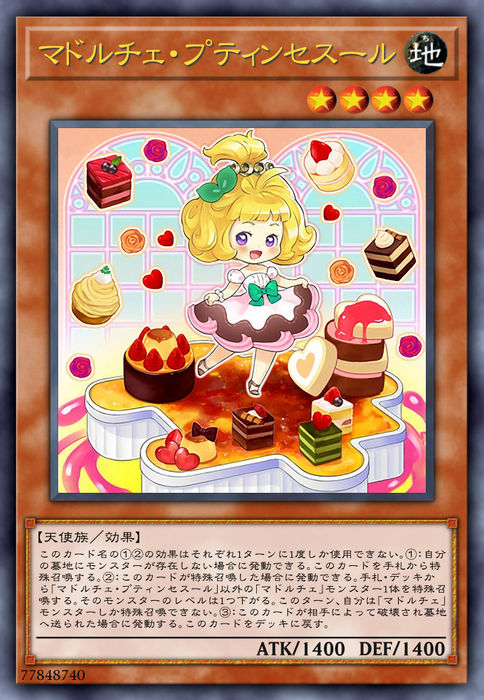 マドルチェ・プティンセスール
ち
地
【天使族/効果】
このカード名の①②の効果はそれぞれ1ターンに1度しか使用できない。①:自分
の墓地にモンスターが存在しない場合に発動できる。このカードを手札から特
殊召喚する。②:このカードが特殊召喚した場合に発動できる。手札・デッキか
ら「マドルチェ・プティンセスール」以外の「マドルチェ」モンスター1体を特殊召
喚する。そのモンスターのレベルは1つ下がる。このターン、自分は「マドルチェ」
モンスターしか特殊召喚できない。③:このカードが相手によって破壊され墓地
へ送られた場合に発動する。このカードをデッキに戻す。
ATK/1400 DEF/1400
77848740